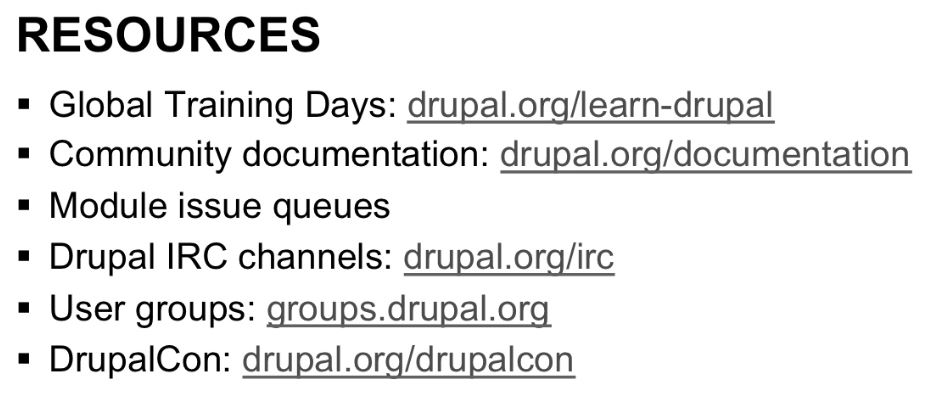 RESOURCES
▪ Global Training Days: drupal.org/learn-drupal
▪ Community documentation: drupal.org/documentation
▪ Module issue queues
▪ Drupal IRC channels: drupal.org/irc
▪ User groups: groups.drupal.org
▪ DrupalCon: drupal.org/drupalcon